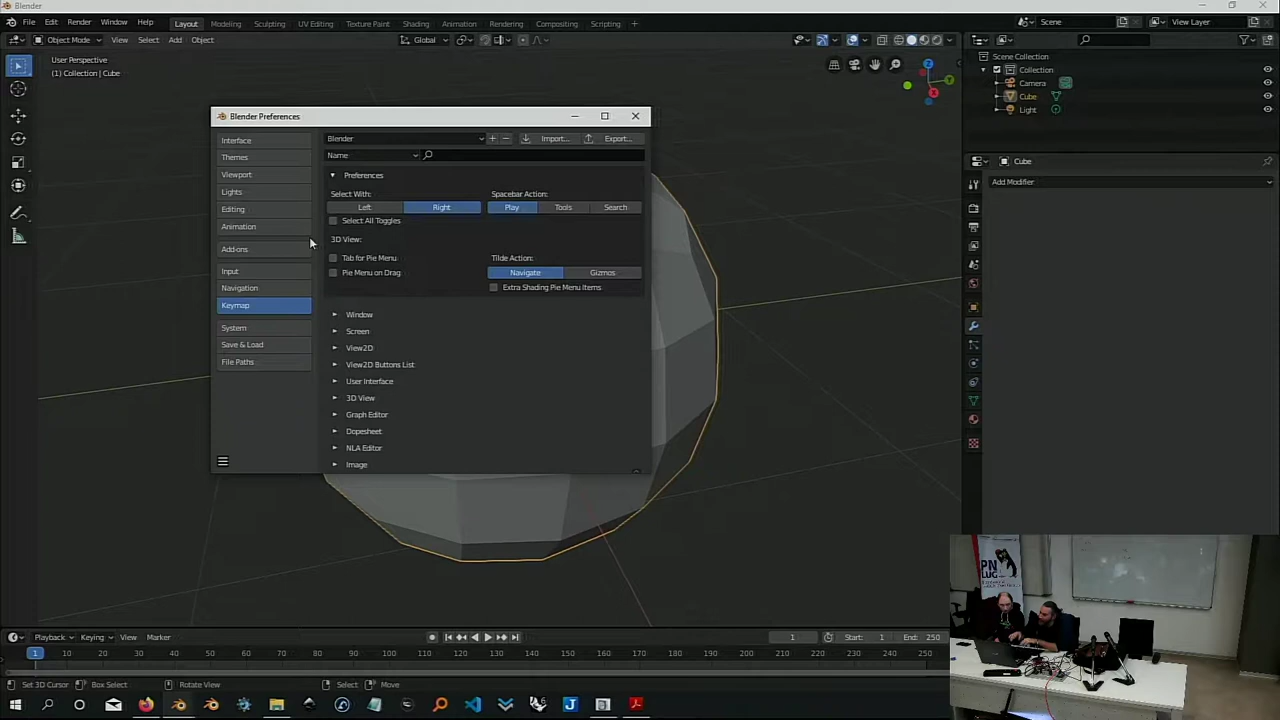 Blender
File Edit Render Window Help Layout Modeling Sculpting UV Editing Texture Paint Shading Animation Rendering Compositing Scripting + Scene View Layer
Object Mode View Select Add Object Global
User Perspective
(1) Collection | Cube
Scene Collection
Collection
Camera
Cube
Light
Cube
Add Modifier
Blender Preferences
Interface
Themes
Viewport
Lights
Editing
Animation
Add-ons
Input
Navigation
Keymap
System
Save & Load
File Paths
Blender Import... Export...
Name
Preferences
Select With: Spacebar Action:
Left Right Play Tools Search
Select All Toggles
3D View:
Tab for Pie Menu Tilde Action:
Pie Menu on Drag Navigate Gizmos
Extra Shading Pie Menu Items
Window
Screen
View2D
View2D Buttons List
User Interface
3D View
Graph Editor
Dopesheet
NLA Editor
Image
PN
LUG
Playback Keying View Marker 1 Start: 1 End: 250
1 10 20 30 40 50 60 70 80 90 100 110 120 130 140 150 160 170 180 190 200 210 220 230 240 250
Set 3D Cursor Box Select Rotate View Select Move